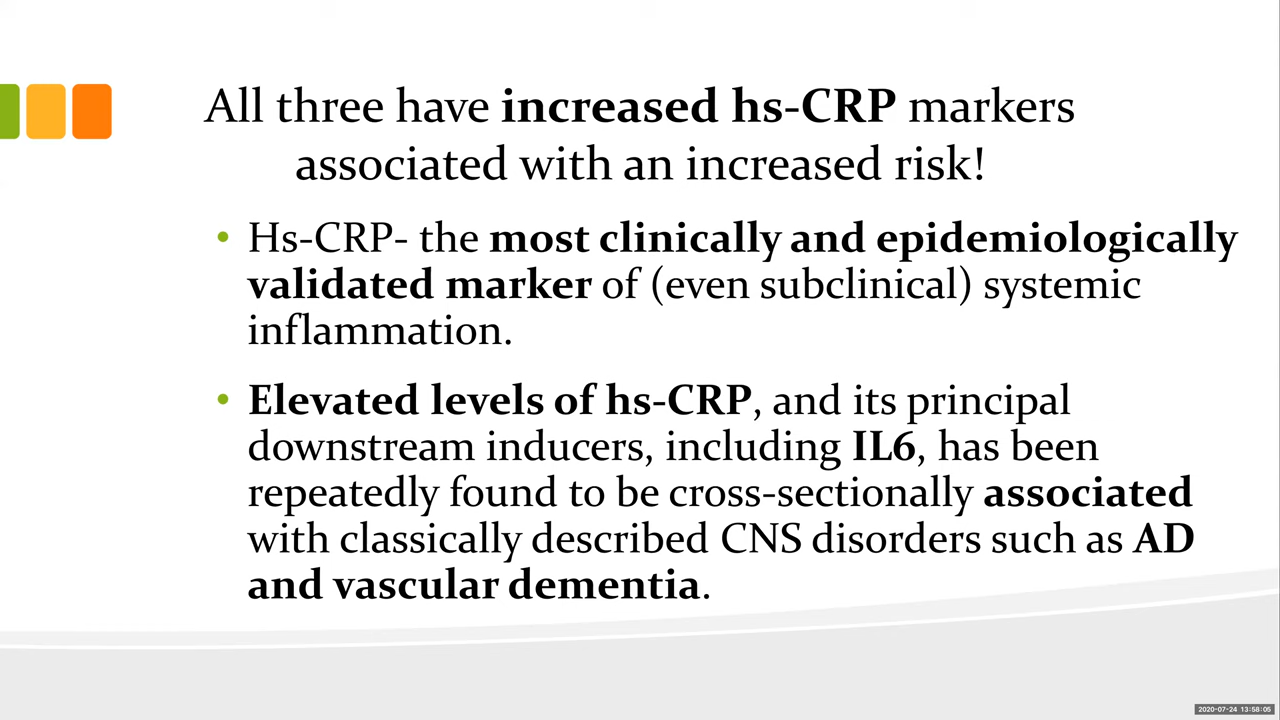 All three have increased hs-CRP markers
associated with an increased risk!
• Hs-CRP- the most clinically and epidemiologically
validated marker of (even subclinical) systemic
inflammation.
• Elevated levels of hs-CRP, and its principal
downstream inducers, including IL6, has been
repeatedly found to be cross-sectionally associated
with classically described CNS disorders such as AD
and vascular dementia.
2020-07-24 13:58:05